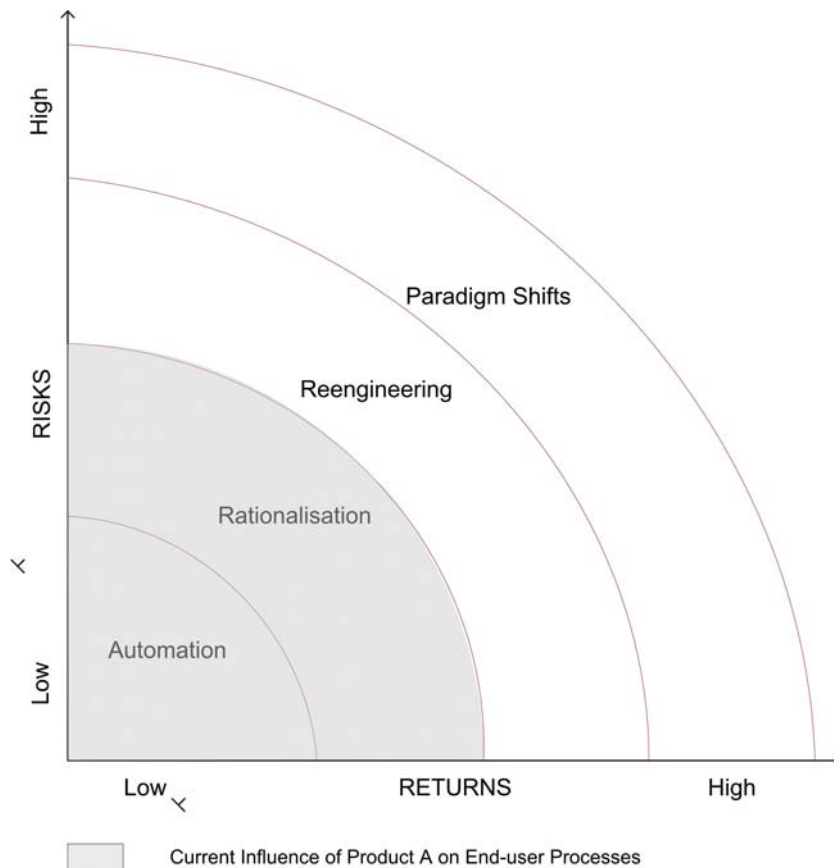 High
Paradigm Shifts
Reengineering
RISKS
Rationalisation
Automation
Low
Low
RETURNS
High
Current Influence of Product A on End-user Processes